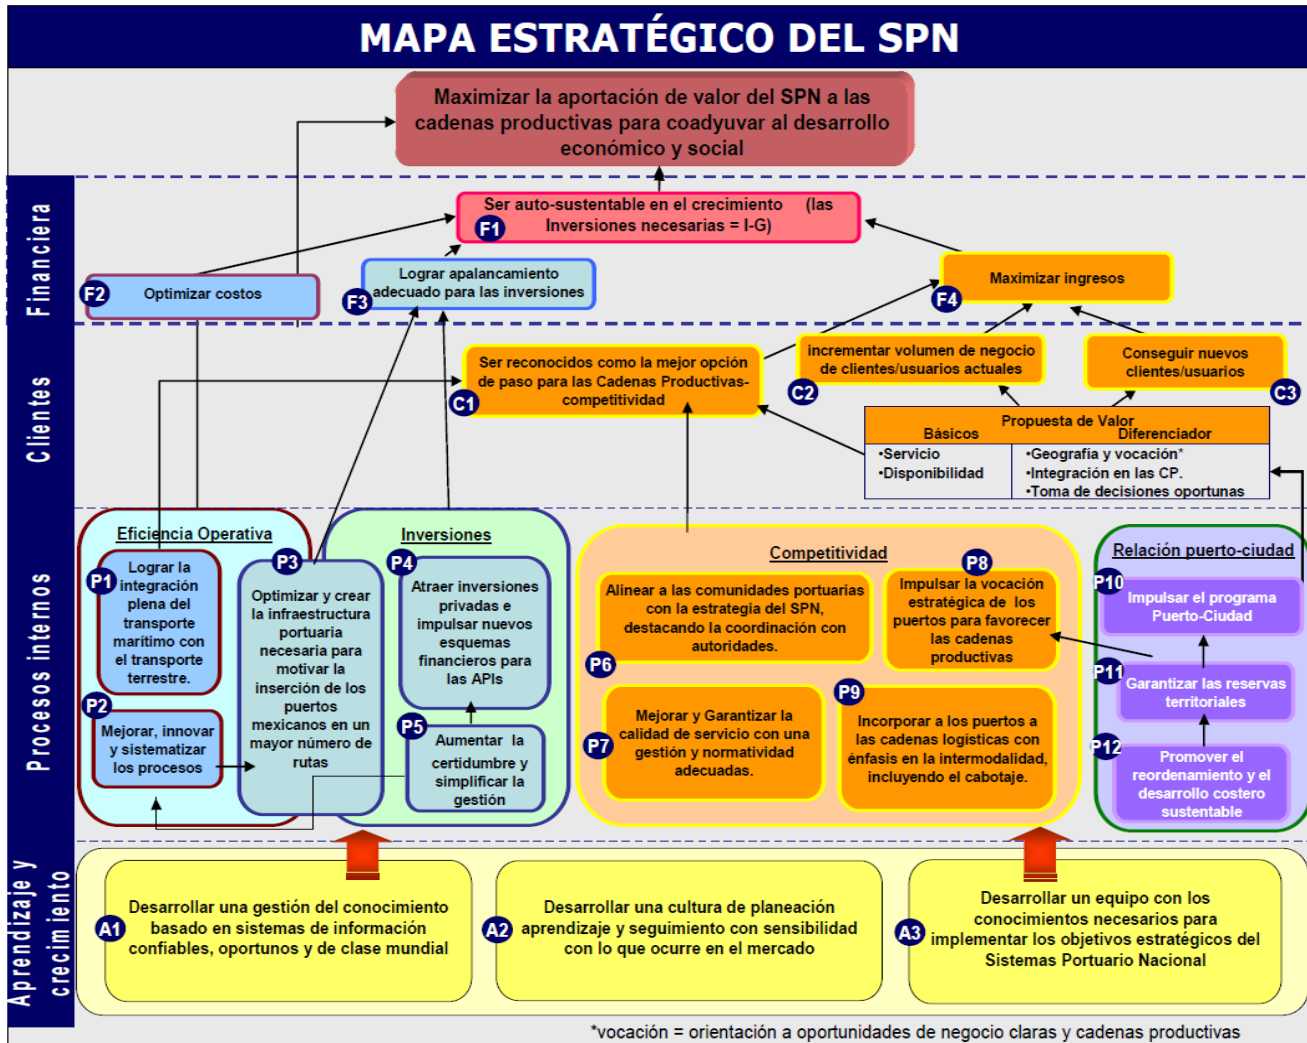 MAPA ESTRATÉGICO DEL SPN
Maximizar la aportación de valor del SPN a las
cadenas productivas para coadyuvar al desarrollo
económico y social
Financiera
Ser auto-sustentable en el crecimiento (las
Inversiones necesarias = I-G)
F1
F2
Optimizar costos
F3
Lograr apalancamiento
adecuado para las inversiones
F4
Maximizar ingresos
Clientes
Ser reconocidos como la mejor opción
de paso para las Cadenas Productivas-
competitividad
C1
incrementar volumen de negocio
de clientes/usuarios actuales
C2
Conseguir nuevos
clientes/usuarios
C3
Propuesta de Valor
Básicos
Diferenciador
•Servicio
•Disponibilidad
•Geografía y vocación*
•Integración en las CP.
•Toma de decisiones oportunas
Procesos internos
Eficiencia Operativa
P1
Lograr la
integración
plena del
transporte
marítimo con
el transporte
terrestre.
P2
Mejorar, innovar
y sistematizar
los procesos
P3
Optimizar y crear
la infraestructura
portuaria
necesaria para
motivar la
inserción de los
puertos
mexicanos en un
mayor número de
rutas
Inversiones
P4
Atraer inversiones
privadas e
impulsar nuevos
esquemas
financieros para
las APIs
P5
Aumentar la
certidumbre y
simplificar la
gestión
Competitividad
Alinear a las comunidades portuarias
con la estrategia del SPN,
destacando la coordinación con
autoridades.
P6
Mejorar y Garantizar la
calidad de servicio con una
gestión y normatividad
adecuadas.
P7
P8
Impulsar la vocación
estratégica de los
puertos para favorecer
las cadenas
productivas
P9
Incorporar a los puertos a
las cadenas logísticas con
énfasis en la intermodalidad,
incluyendo el cabotaje.
Relación puerto-ciudad
P10
Impulsar el programa
Puerto-Ciudad
P11
Garantizar las reservas
territoriales
P12
Promover el
reordenamiento y el
desarrollo costero
sustentable
Aprendizaje y
crecimiento
A1
Desarrollar una gestión del conocimiento
basado en sistemas de información
confiables, oportunos y de clase mundial
A2
Desarrollar una cultura de planeación
aprendizaje y seguimiento con sensibilidad
con lo que ocurre en el mercado
A3
Desarrollar un equipo con los
conocimientos necesarios para
implementar los objetivos estratégicos del
Sistemas Portuario Nacional
*vocación = orientación a oportunidades de negocio claras y cadenas productivas